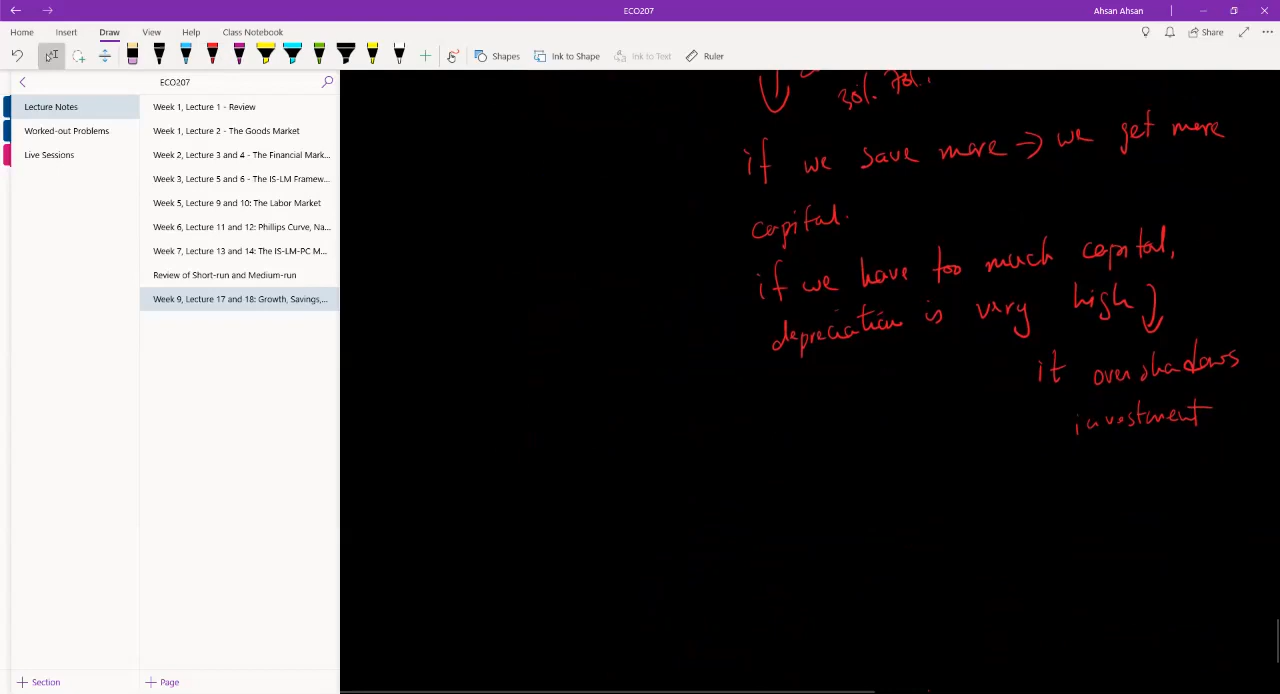 ECO207
Ahsan Ahsan
Home Insert Draw View Help Class Notebook
Share
Shapes Ink to Shape Ink to Text Ruler
ECO207
Lecture Notes
Worked-out Problems
Live Sessions
Week 1, Lecture 1 - Review
Week 1, Lecture 2 - The Goods Market
Week 2, Lecture 3 and 4 - The Financial Mark...
Week 3, Lecture 5 and 6 - The IS-LM Framew...
Week 5, Lecture 9 and 10: The Labor Market
Week 6, Lecture 11 and 12: Phillips Curve, Na...
Week 7, Lecture 13 and 14: The IS-LM-PC M...
Review of Short-run and Medium-run
Week 9, Lecture 17 and 18: Growth, Savings,...
Section
Page
30%. 70%.
if we save more → we get more
capital.
if we have too much capital,
depreciation is very high
it overshadows
investment